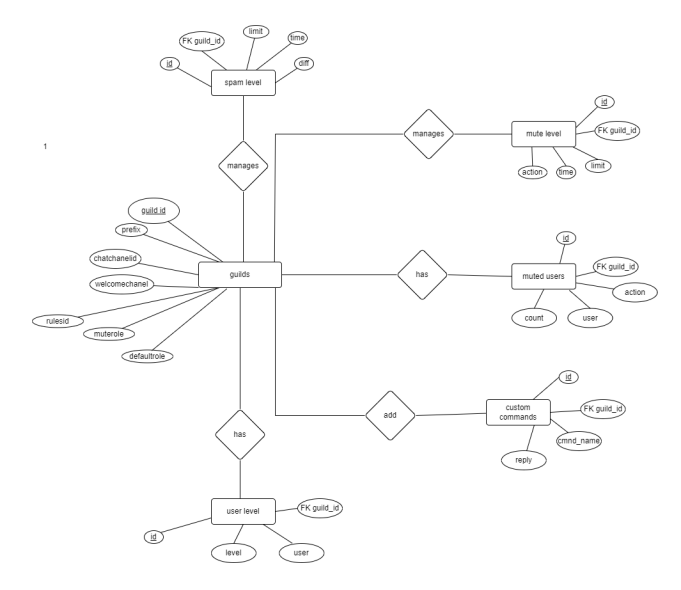 limit
FK guild_id
time
id
diff
spam level
id
manages
mute level
FK guild_id
1
manages
action
time
limit
guild id
prefix
id
chatchanelid
FK guild_id
guilds
has
muted users
welcomechanel
action
rulesid
count
user
muterole
defaultrole
id
custom
commands
FK guild_id
add
has
cmnd_name
reply
user level
FK guild_id
id
level
user